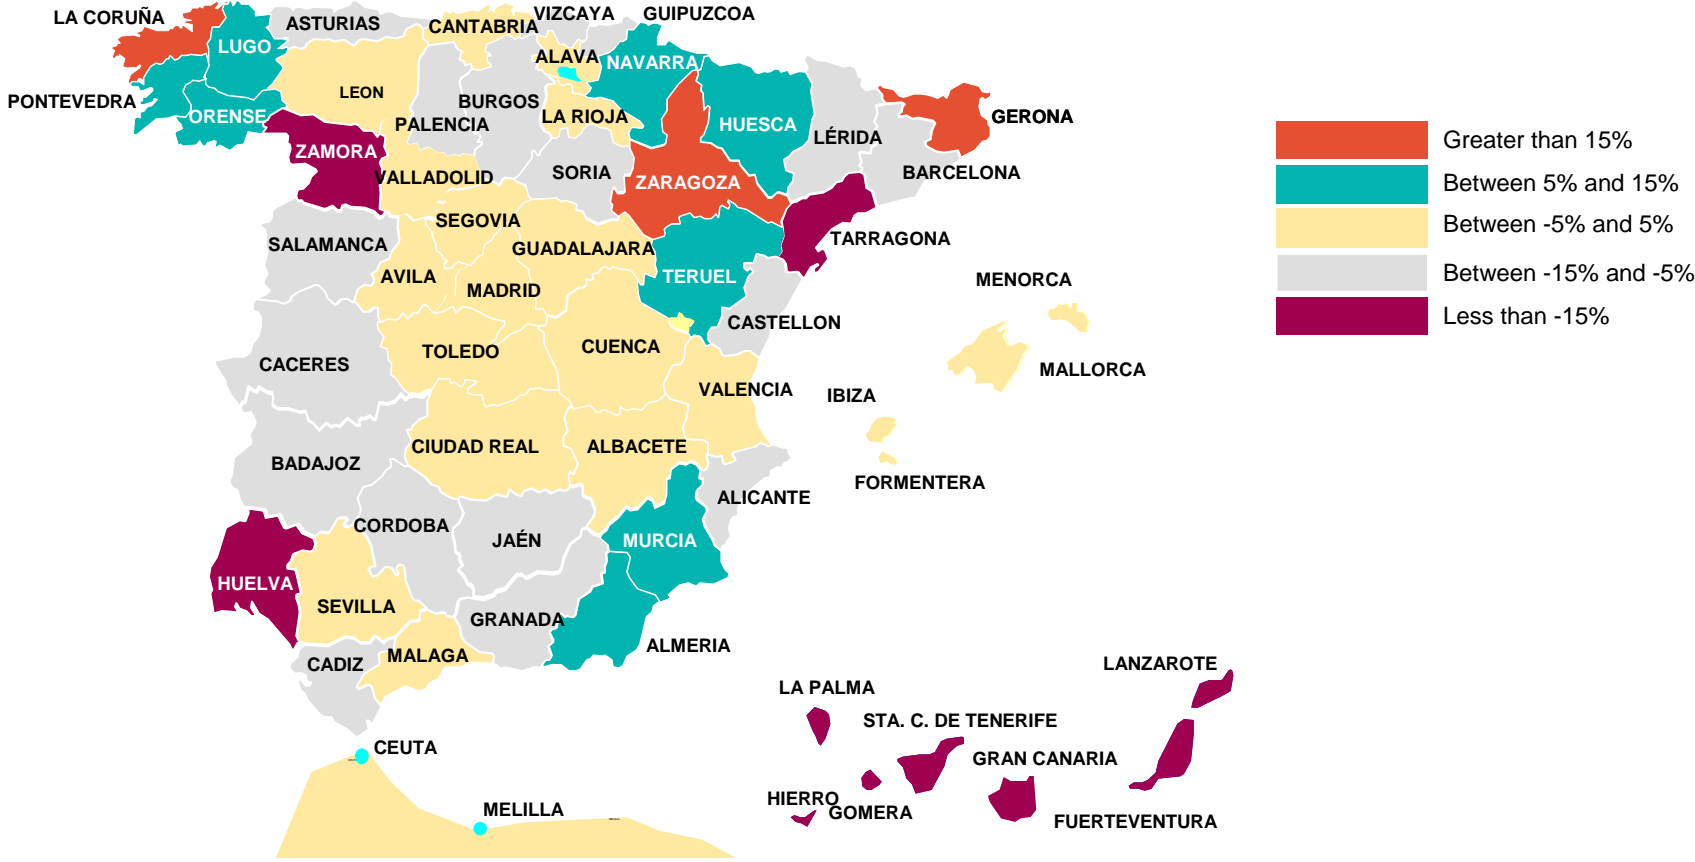 LA CORUÑA
ASTURIAS
CANTABRIA
VIZCAYA
GUIPUZCOA
LUGO
ALAVA
NAVARRA
LEON
PONTEVEDRA
ORENSE
BURGOS
PALENCIA
LA RIOJA
HUESCA
LÉRIDA
GERONA
BARCELONA
ZAMORA
VALLADOLID
SORIA
ZARAGOZA
SEGOVIA
SALAMANCA
GUADALAJARA
TARRAGONA
AVILA
MADRID
TERUEL
MENORCA
CASTELLON
CACERES
TOLEDO
CUENCA
MALLORCA
VALENCIA
IBIZA
BADAJOZ
CIUDAD REAL
ALBACETE
FORMENTERA
ALICANTE
CORDOBA
JAÉN
MURCIA
HUELVA
SEVILLA
GRANADA
ALMERIA
CADIZ
MALAGA
LANZAROTE
LA PALMA
STA. C. DE TENERIFE
CEUTA
GRAN CANARIA
HIERRO
GOMERA
MELILLA
FUERTEVENTURA
Greater than 15%
Between 5% and 15%
Between -5% and 5%
Between -15% and -5%
Less than -15%